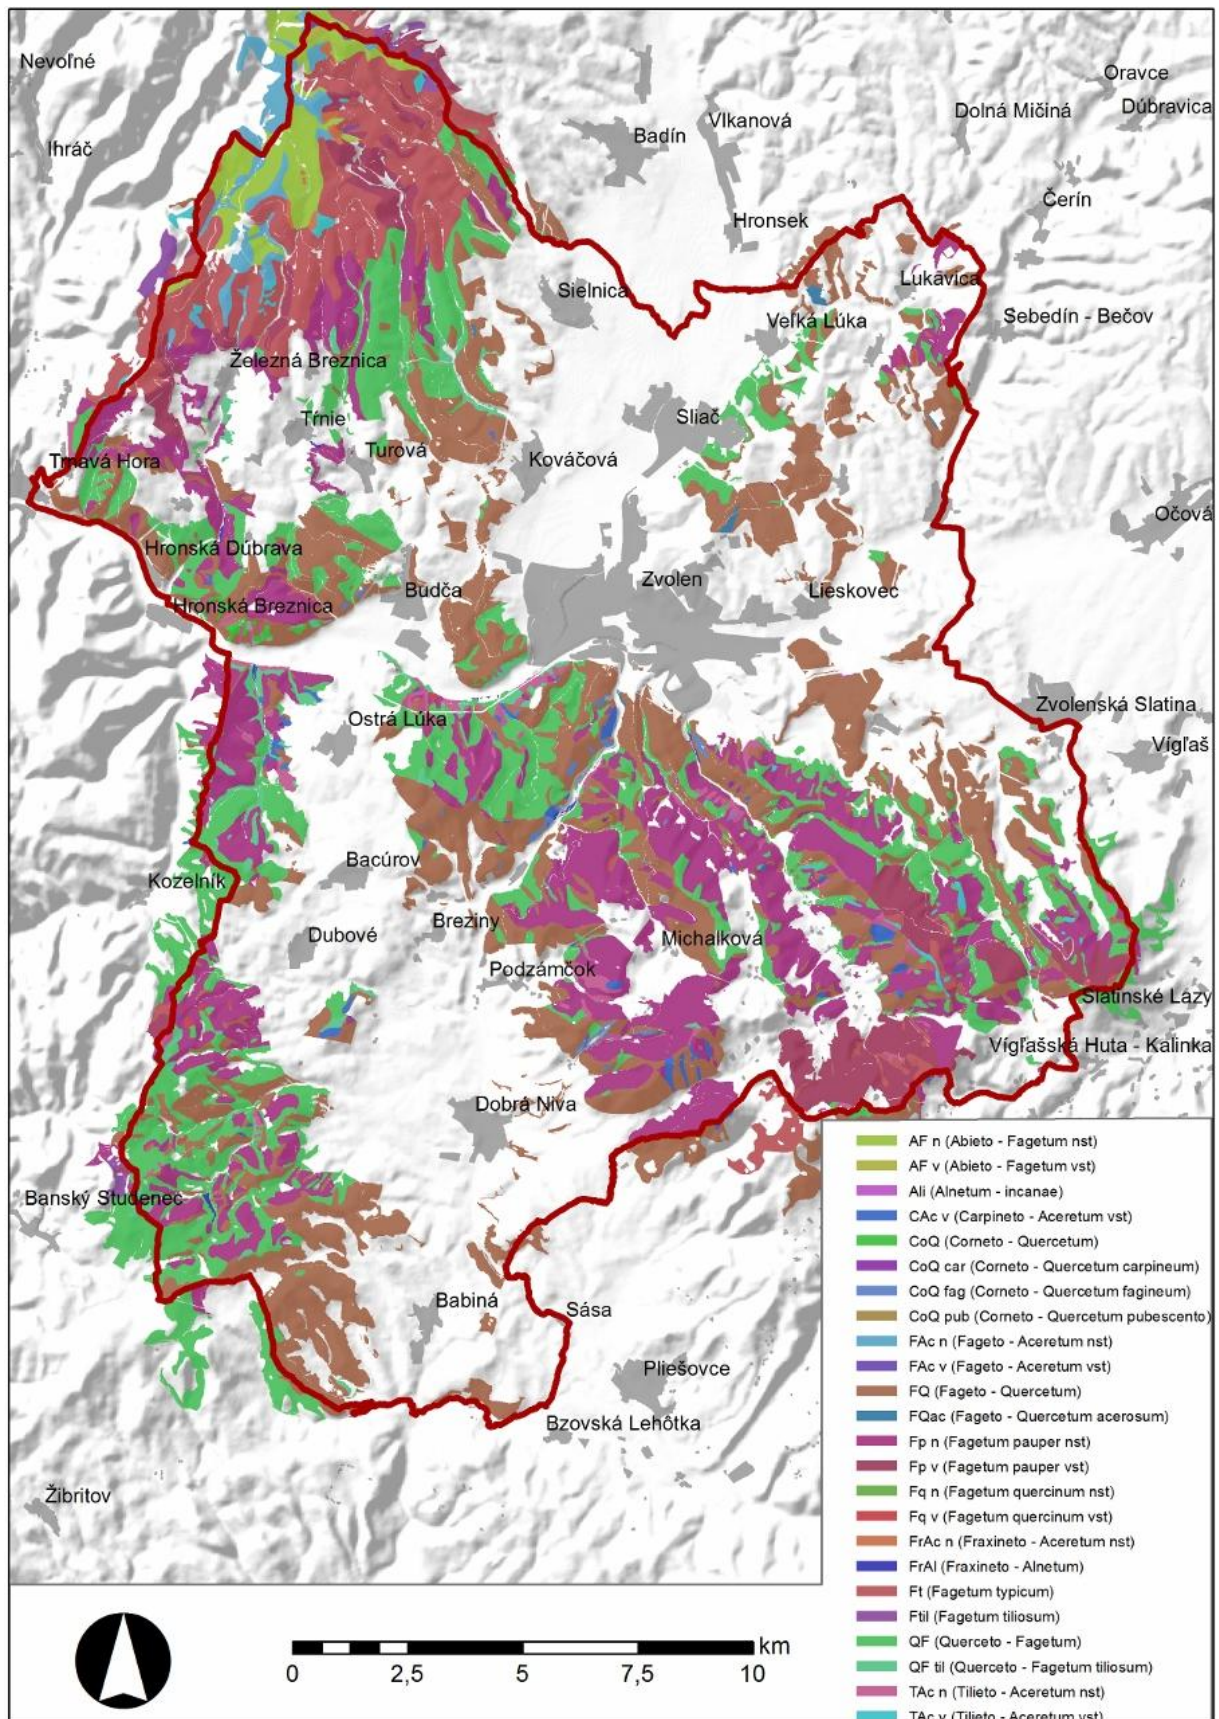 Nevoľné
Oravce
Dolná Mičiná
Dúbravica
Vlkanová
Badín
Ihráč
Čerín
Hronsek
Lukavica
Sielnica
Sebedín - Bečov
Veľká Lúka
Železná Breznica
Tŕnie
Sliač
Turová
Kováčová
Trnavá Hora
Očová
Hronská Dúbrava
Zvolen
Budča
Lieskovec
Hronská Breznica
Zvolenská Slatina
Ostrá Lúka
Vígľaš
Bacúrov
Kozelník
Breziny
Dubové
Michalková
Podzámčok
Slatinské Lazy
Vígľašská Huta - Kalinka
Dobrá Niva
Banský Studenec
Babiná
Sása
Pliešovce
Bzovská Lehôtka
Žibritov
AF n (Abieto - Fagetum nst)
AF v (Abieto - Fagetum vst)
Ali (Alnetum - incanae)
CAc v (Carpineto - Aceretum vst)
CoQ (Corneto - Quercetum)
CoQ car (Corneto - Quercetum carpineum)
CoQ fag (Corneto - Quercetum fagineum)
CoQ pub (Corneto - Quercetum pubescento)
FAc n (Fageto - Aceretum nst)
FAc v (Fageto - Aceretum vst)
FQ (Fageto - Quercetum)
FQac (Fageto - Quercetum acerosum)
Fp n (Fagetum pauper nst)
Fp v (Fagetum pauper vst)
Fq n (Fagetum quercinum nst)
Fq v (Fagetum quercinum vst)
FrAc n (Fraxineto - Aceretum nst)
FrAl (Fraxineto - Alnetum)
Ft (Fagetum typicum)
Ftil (Fagetum tiliosum)
QF (Querceto - Fagetum)
QF til (Querceto - Fagetum tiliosum)
TAc n (Tilieto - Aceretum nst)
TAc v (Tilieto - Aceretum vst)
km
0 2,5 5 7,5 10